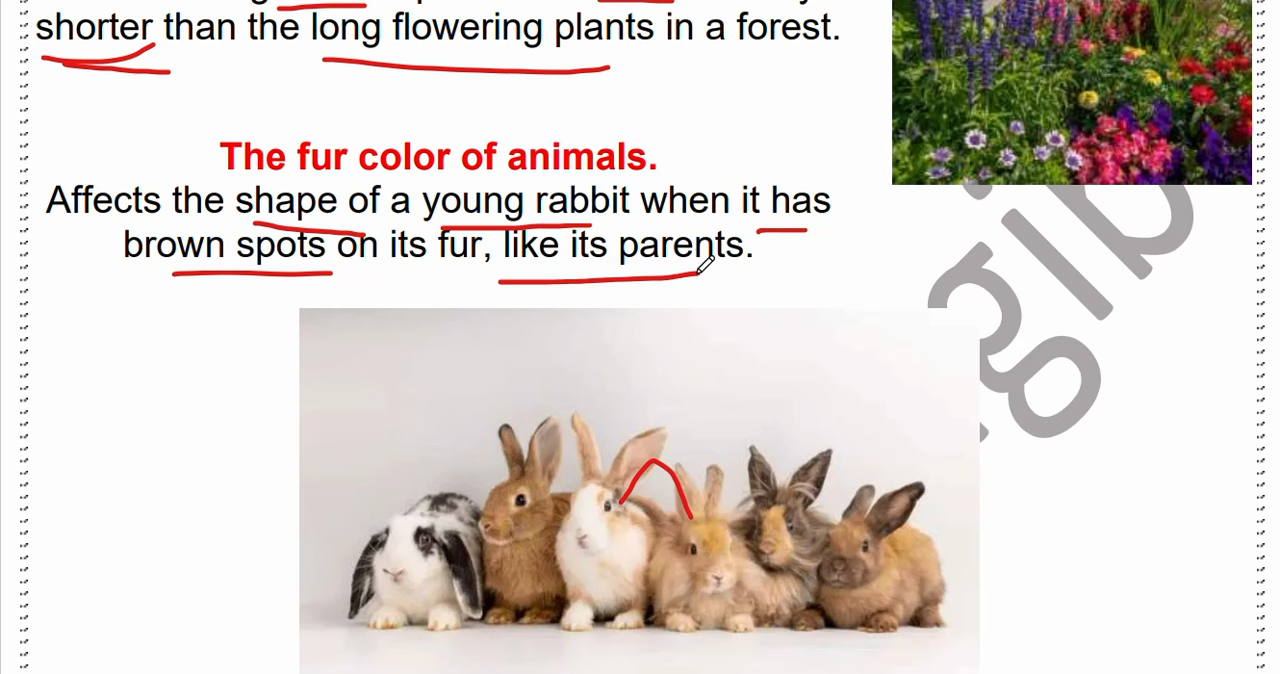 shorter than the long flowering plants in a forest.
The fur color of animals.
Affects the shape of a young rabbit when it has
brown spots on its fur, like its parents.